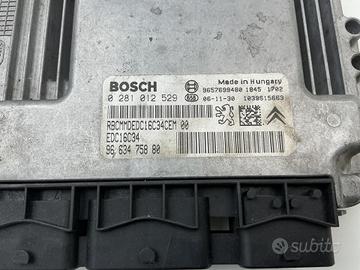 BOSCH
Made in Hungary
0 281 012 529
9657699480 1045 1702
06-11-30 1039S15663
RBCMMDEDC16C34CEM 00
EDC16C34
96 634 758 80
subito